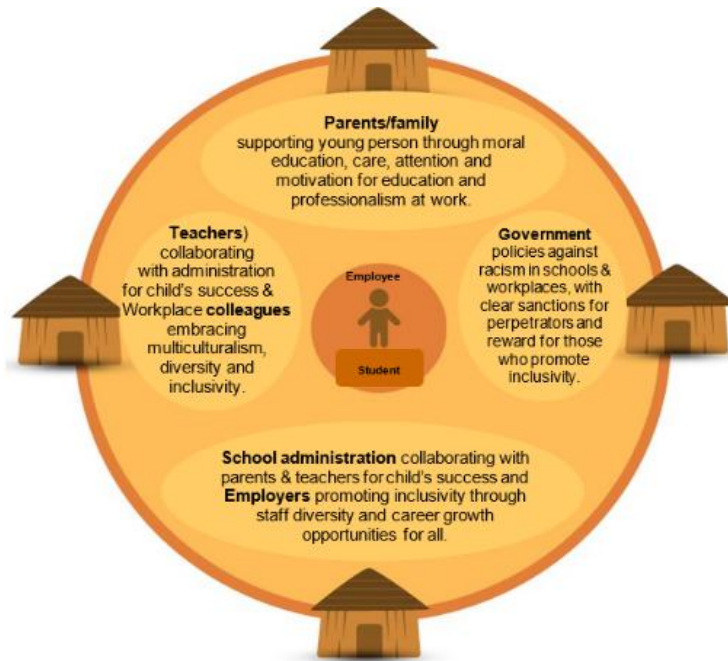 Parents/family
supporting young person through moral
education, care, attention and
motivation for education and
professionalism at work.
Teachers)
collaborating
with administration
for child's success &
Workplace colleagues
embracing
multiculturalism,
diversity and
inclusivity.
Employee
Student
Government
policies against
racism in schools &
workplaces, with
clear sanctions for
perpetrators and
reward for those
who promote
inclusivity.
School administration collaborating with
parents & teachers for child's success and
Employers promoting inclusivity through
staff diversity and career growth
opportunities for all.